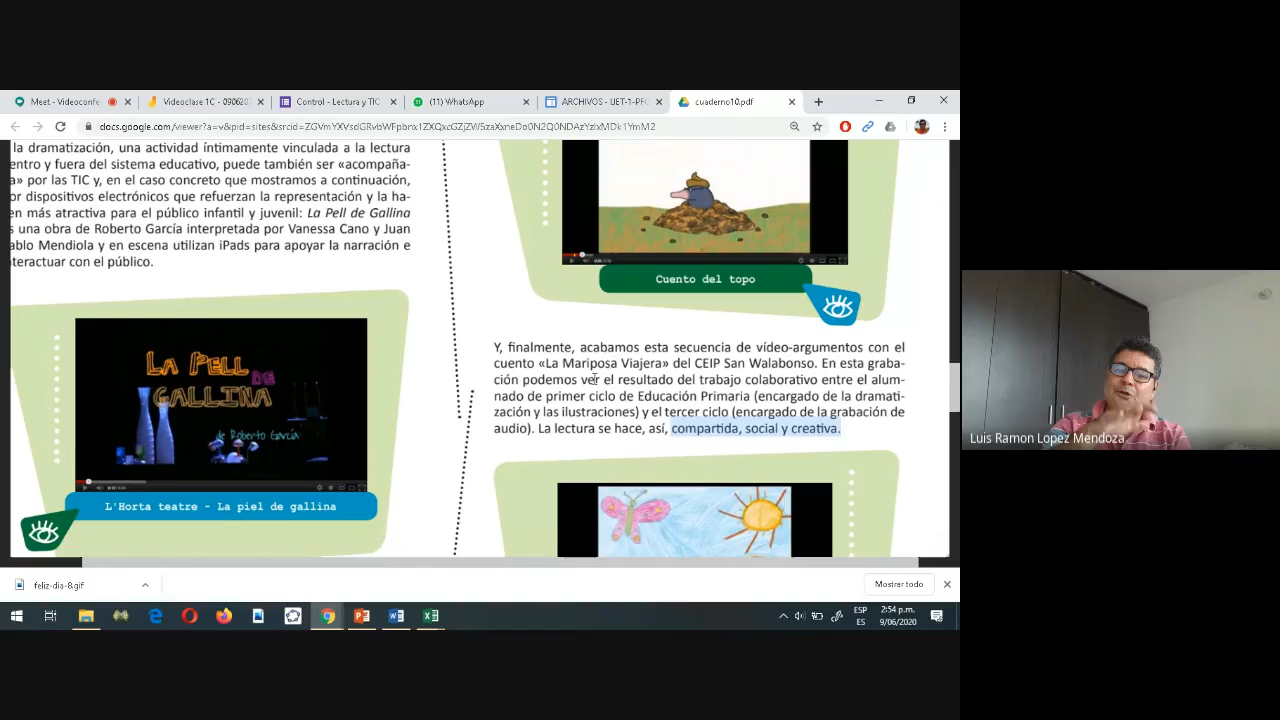 Meet - Videoconfe
Videoclase 1C - 090620
Control - Lectura y TIC
(11) WhatsApp
ARCHIVOS - UET-1-PFC
cuaderno10.pdf
la dramatización, una actividad íntimamente vinculada a la lectura
entro y fuera del sistema educativo, puede también ser «acompaña-
a» por las TIC y, en el caso concreto que mostramos a continuación,
or dispositivos electrónicos que refuerzan la representación y la ha-
en más atractiva para el público infantil y juvenil: La Pell de Gallina
s una obra de Roberto García interpretada por Vanessa Cano y Juan
ablo Mendiola y en escena utilizan iPads para apoyar la narración e
nteractuar con el público.
LA PELL
DE
GALLINA
de Roberto García
L'Horta teatre - La piel de gallina
Cuento del topo
Y, finalmente, acabamos esta secuencia de vídeo-argumentos con el
cuento «La Mariposa Viajera» del CEIP San Walabonso. En esta graba-
ción podemos ver el resultado del trabajo colaborativo entre el alum-
nado de primer ciclo de Educación Primaria (encargado de la dramati-
zación y las ilustraciones) y el tercer ciclo (encargado de la grabación de
audio). La lectura se hace, así, compartida, social y creativa.
Luis Ramon Lopez Mendoza
feliz-dia-8.gif
Mostrar todo
ESP
ES
2:54 p.m.
9/06/2020